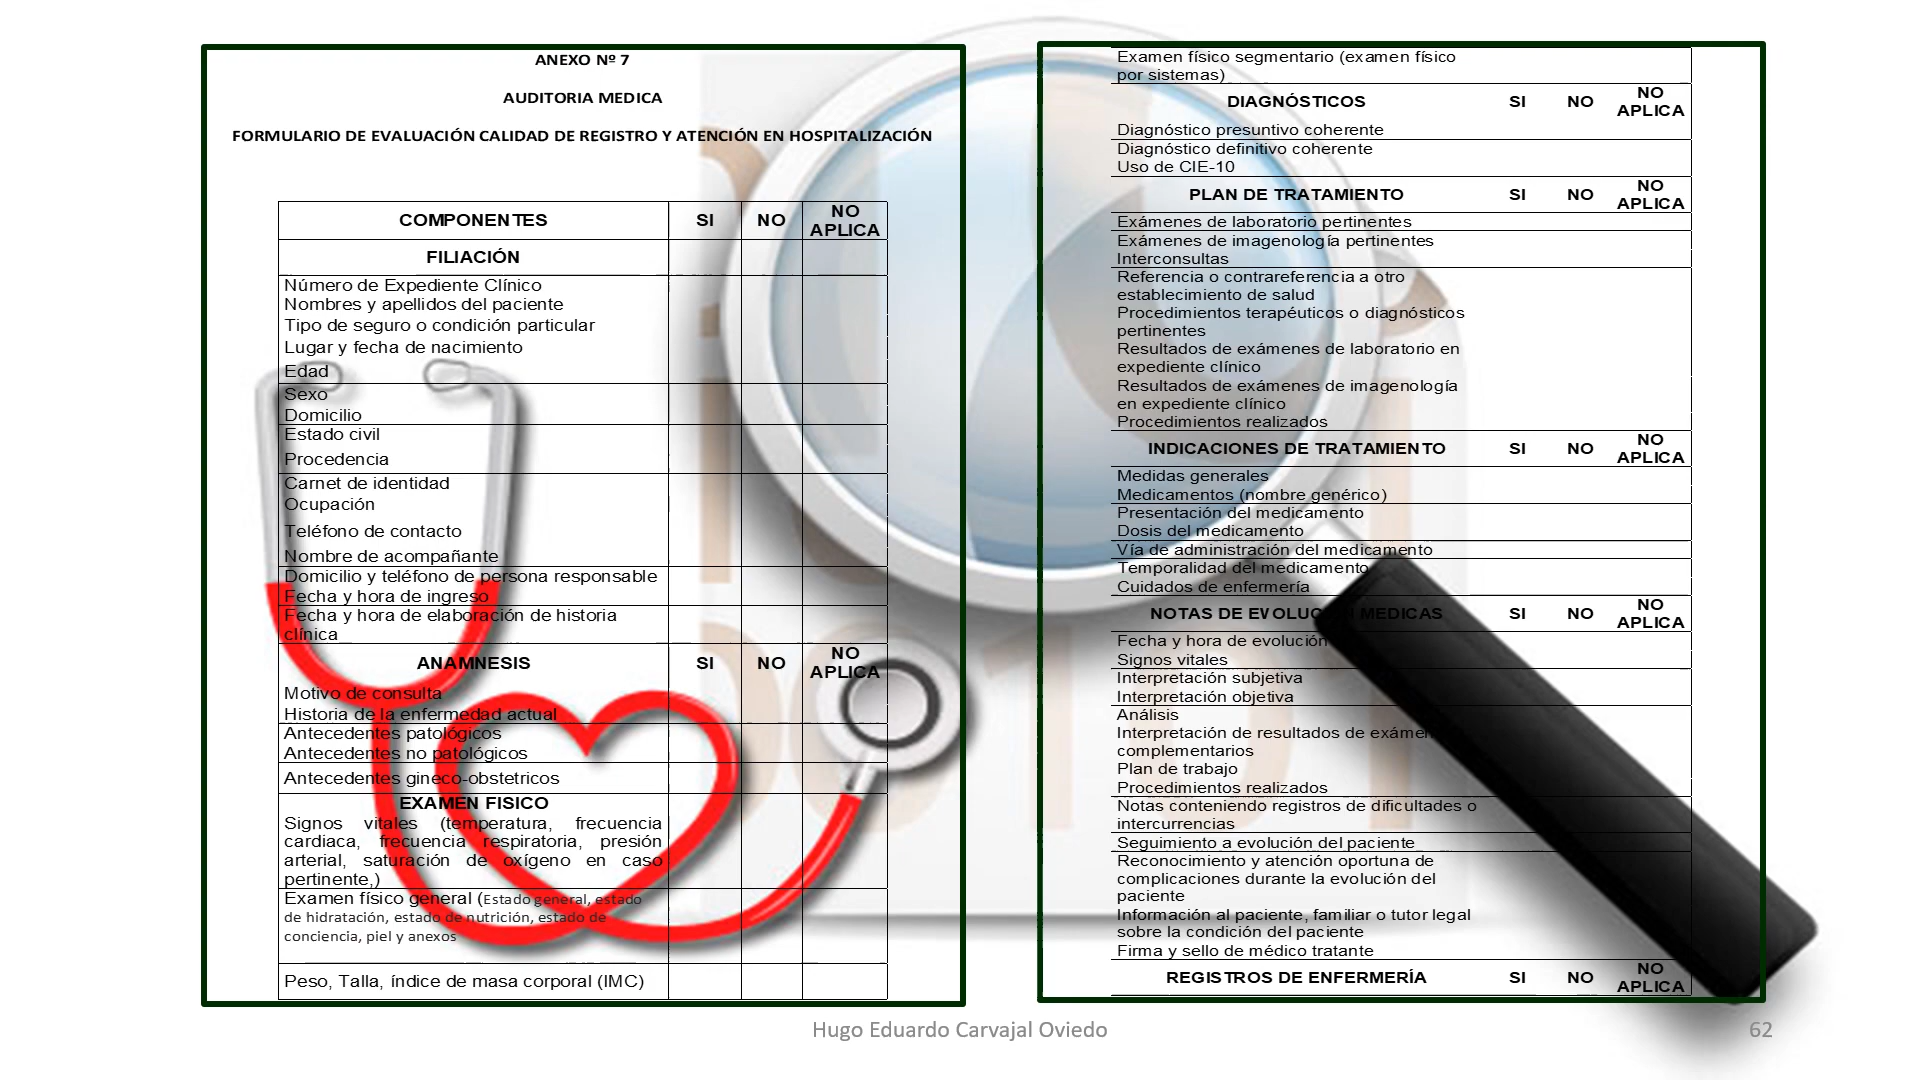 ANEXO Nº 7
AUDITORIA MEDICA
FORMULARIO DE EVALUACIÓN CALIDAD DE REGISTRO Y ATENCIÓN EN HOSPITALIZACIÓN
COMPONENTES SI NO NO APLICA
FILIACIÓN
Número de Expediente Clínico
Nombres y apellidos del paciente
Tipo de seguro o condición particular
Lugar y fecha de nacimiento
Edad
Sexo
Domicilio
Estado civil
Procedencia
Carnet de identidad
Ocupación
Teléfono de contacto
Nombre de acompañante
Domicilio y teléfono de persona responsable
Fecha y hora de ingreso
Fecha y hora de elaboración de historia
clínica
ANAMNESIS SI NO NO APLICA
Motivo de consulta
Historia de la enfermedad actual
Antecedentes patológicos
Antecedentes no patológicos
Antecedentes gineco-obstetricos
EXAMEN FISICO
Signos vitales (temperatura, frecuencia
cardiaca, frecuencia respiratoria, presión
arterial, saturación de oxígeno en caso
pertinente,)
Examen físico general (Estado general, estado
de hidratación, estado de nutrición, estado de
conciencia, piel y anexos
Peso, Talla, índice de masa corporal (IMC)
Examen físico segmentario (examen físico
por sistemas)
DIAGNÓSTICOS SI NO NO APLICA
Diagnóstico presuntivo coherente
Diagnóstico definitivo coherente
Uso de CIE-10
PLAN DE TRATAMIENTO SI NO NO APLICA
Exámenes de laboratorio pertinentes
Exámenes de imagenología pertinentes
Interconsultas
Referencia o contrareferencia a otro
establecimiento de salud
Procedimientos terapéuticos o diagnósticos
pertinentes
Resultados de exámenes de laboratorio en
expediente clínico
Resultados de exámenes de imagenología
en expediente clínico
Procedimientos realizados
INDICACIONES DE TRATAMIENTO SI NO NO APLICA
Medidas generales
Medicamentos (nombre genérico)
Presentación del medicamento
Dosis del medicamento
Vía de administración del medicamento
Temporalidad del medicamento
Cuidados de enfermería
NOTAS DE EVOLUCIÓN MEDICAS SI NO NO APLICA
Fecha y hora de evolución
Signos vitales
Interpretación subjetiva
Interpretación objetiva
Análisis
Interpretación de resultados de exámenes
complementarios
Plan de trabajo
Procedimientos realizados
Notas conteniendo registros de dificultades o
intercurrencias
Seguimiento a evolución del paciente
Reconocimiento y atención oportuna de
complicaciones durante la evolución del
paciente
Información al paciente, familiar o tutor legal
sobre la condición del paciente
Firma y sello de médico tratante
REGISTROS DE ENFERMERÍA SI NO NO APLICA
Hugo Eduardo Carvajal Oviedo
62